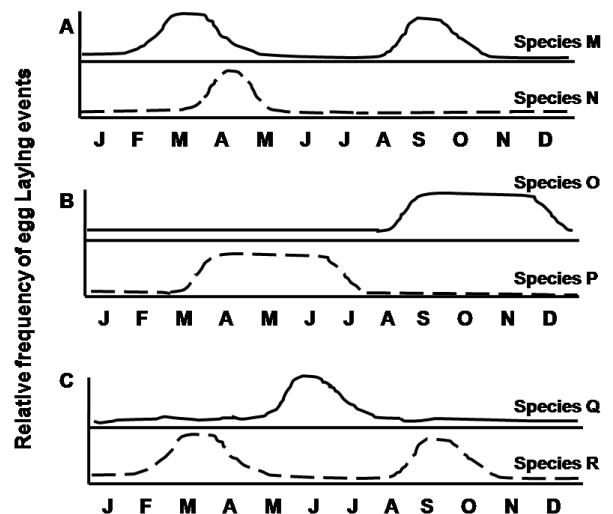 Relative frequency of egg Laying events
A
Species M
Species N
J F M A M J J A S O N D
B
Species O
Species P
J F M A M J J A S O N D
C
Species Q
Species R
J F M A M J J A S O N D